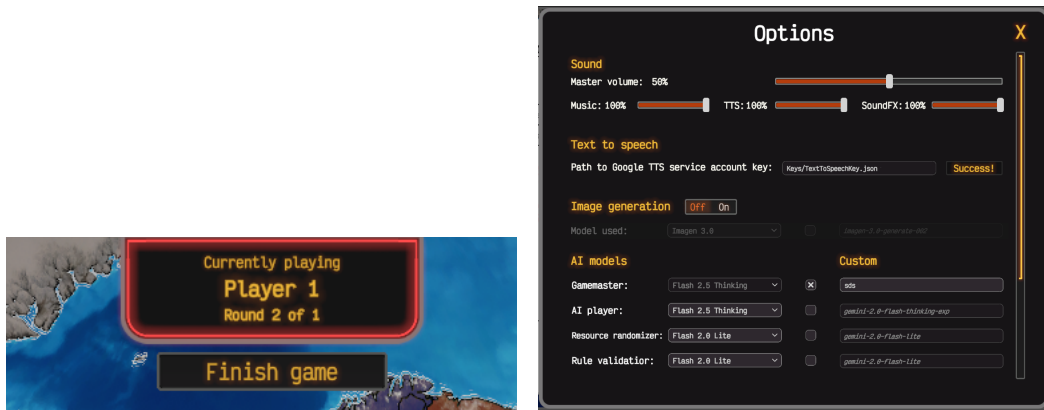 Currently playing
Player 1
Round 2 of 1
Finish game
Options
X
Sound
Master volume: 50%
Music: 100% TTS: 100% SoundFX: 100%
Text to speech
Path to Google TTS service account key: Keys/TextToSpeechKey.json Success!
Image generation Off On
Model used: Imagen 3.0 imagen-3.0-generate-002
AI models Custom
Gamemaster: Flash 2.5 Thinking sds
AI player: Flash 2.5 Thinking gemini-2.0-flash-thinking-exp
Resource randomizer: Flash 2.0 Lite gemini-2.0-flash-lite
Rule validatior: Flash 2.0 Lite gemini-2.0-flash-lite